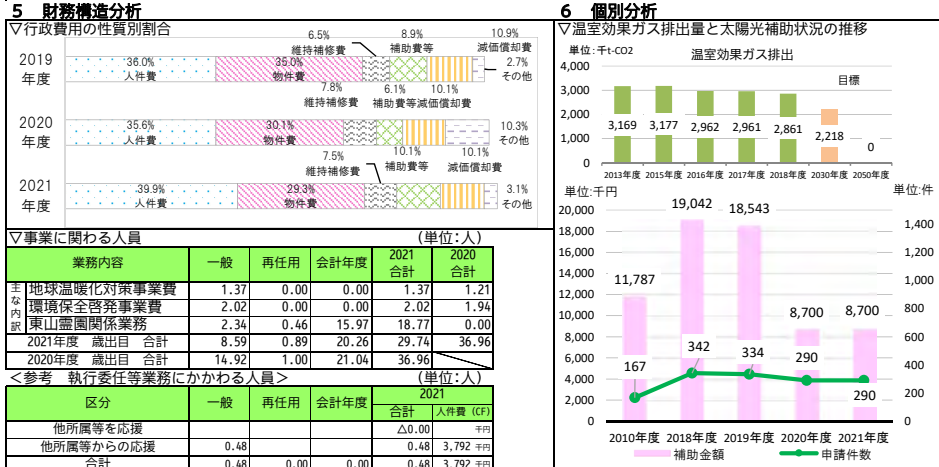 5 財務構造分析
▽行政費用の性質別割合
6.5% 8.9% 10.9%
維持補修費 補助費等 減価償却費
2019年度 36.0% 人件費 35.0% 物件費 2.7% その他
7.8% 6.1% 10.1%
維持補修費 補助費等 減価償却費
2020年度 35.6% 人件費 30.1% 物件費 10.3% その他
7.5% 10.1% 10.1%
維持補修費 補助費等 減価償却費
2021年度 39.9% 人件費 29.3% 物件費 3.1% その他
▽事業に関わる人員 (単位:人)
業務内容 一般 再任用 会計年度 2021合計 2020合計
主な内訳
地球温暖化対策事業費 1.37 0.00 0.00 1.37 1.21
環境保全啓発事業費 2.02 0.00 0.00 2.02 1.94
東山霊園関係業務 2.34 0.46 15.97 18.77 0.00
2021年度 歳出目 合計 8.59 0.89 20.26 29.74 36.96
2020年度 歳出目 合計 14.92 1.00 21.04 36.96
<参考 執行委任等業務にかかわる人員> (単位:人)
区分 一般 再任用 会計年度 2021
合計 人件費(CF)
他所属等を応援 △0.00 千円
他所属等からの応援 0.48 0.48 3,792 千円
合計 0.48 0.00 0.00 0.48 3,792 千円
6 個別分析
▽温室効果ガス排出量と太陽光補助状況の推移
単位:千t-CO2 温室効果ガス排出
4,000
3,000
2,000
1,000
0
目標
3,169 3,177 2,962 2,961 2,861 2,218 0
2013年度 2015年度 2016年度 2017年度 2018年度 2030年度 2050年度
単位:千円 単位:件
20,000
18,000
16,000
14,000
12,000
10,000
8,000
6,000
4,000
2,000
0
11,787 19,042 18,543 8,700 8,700
167 342 334 290 290
1,400
1,200
1,000
800
600
400
200
0
2010年度 2018年度 2019年度 2020年度 2021年度
補助金額 申請件数